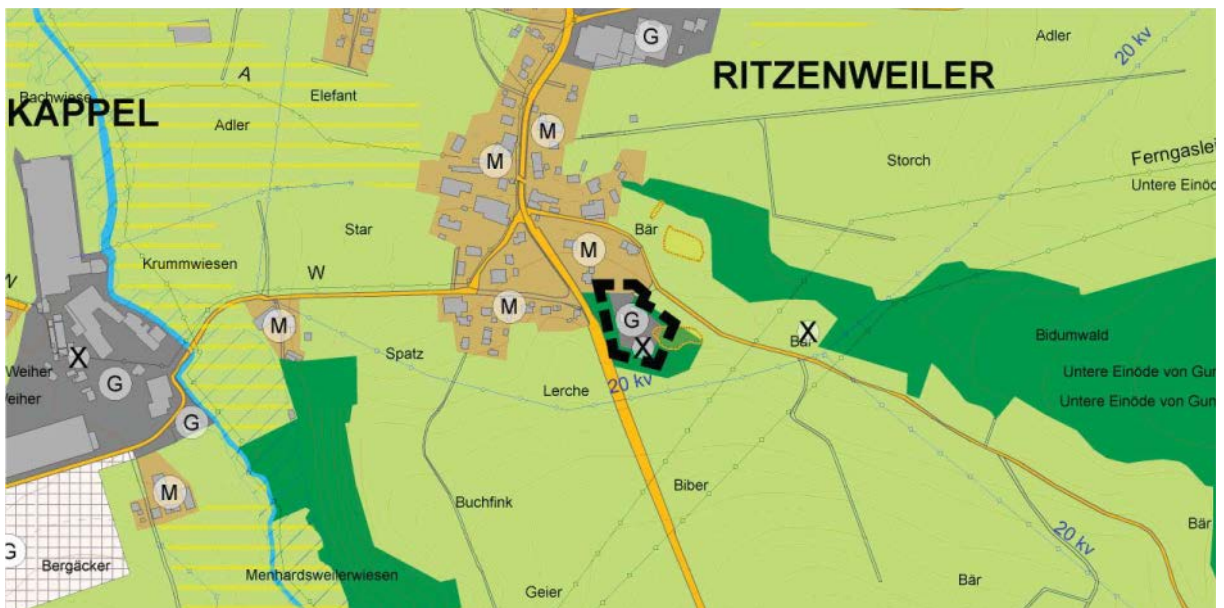 G
Adler
20 kv
A
RITZENWEILER
Bachwiese
Elefant
KAPPEL
Adler
M
M
Storch
Ferngaslei
Untere Einöd
Star
Bär
M
Krummwiesen
W
M
M
G
X
X
Bär
Bidumwald
X
Spatz
Weiher
G
Lerche
20 kv
Untere Einöde von Gun
Weiher
Untere Einöde von Gun
G
Biber
M
Buchfink
Bär
20 kv
G
Bergäcker
Menhardsweilerwiesen
Bär
Geier